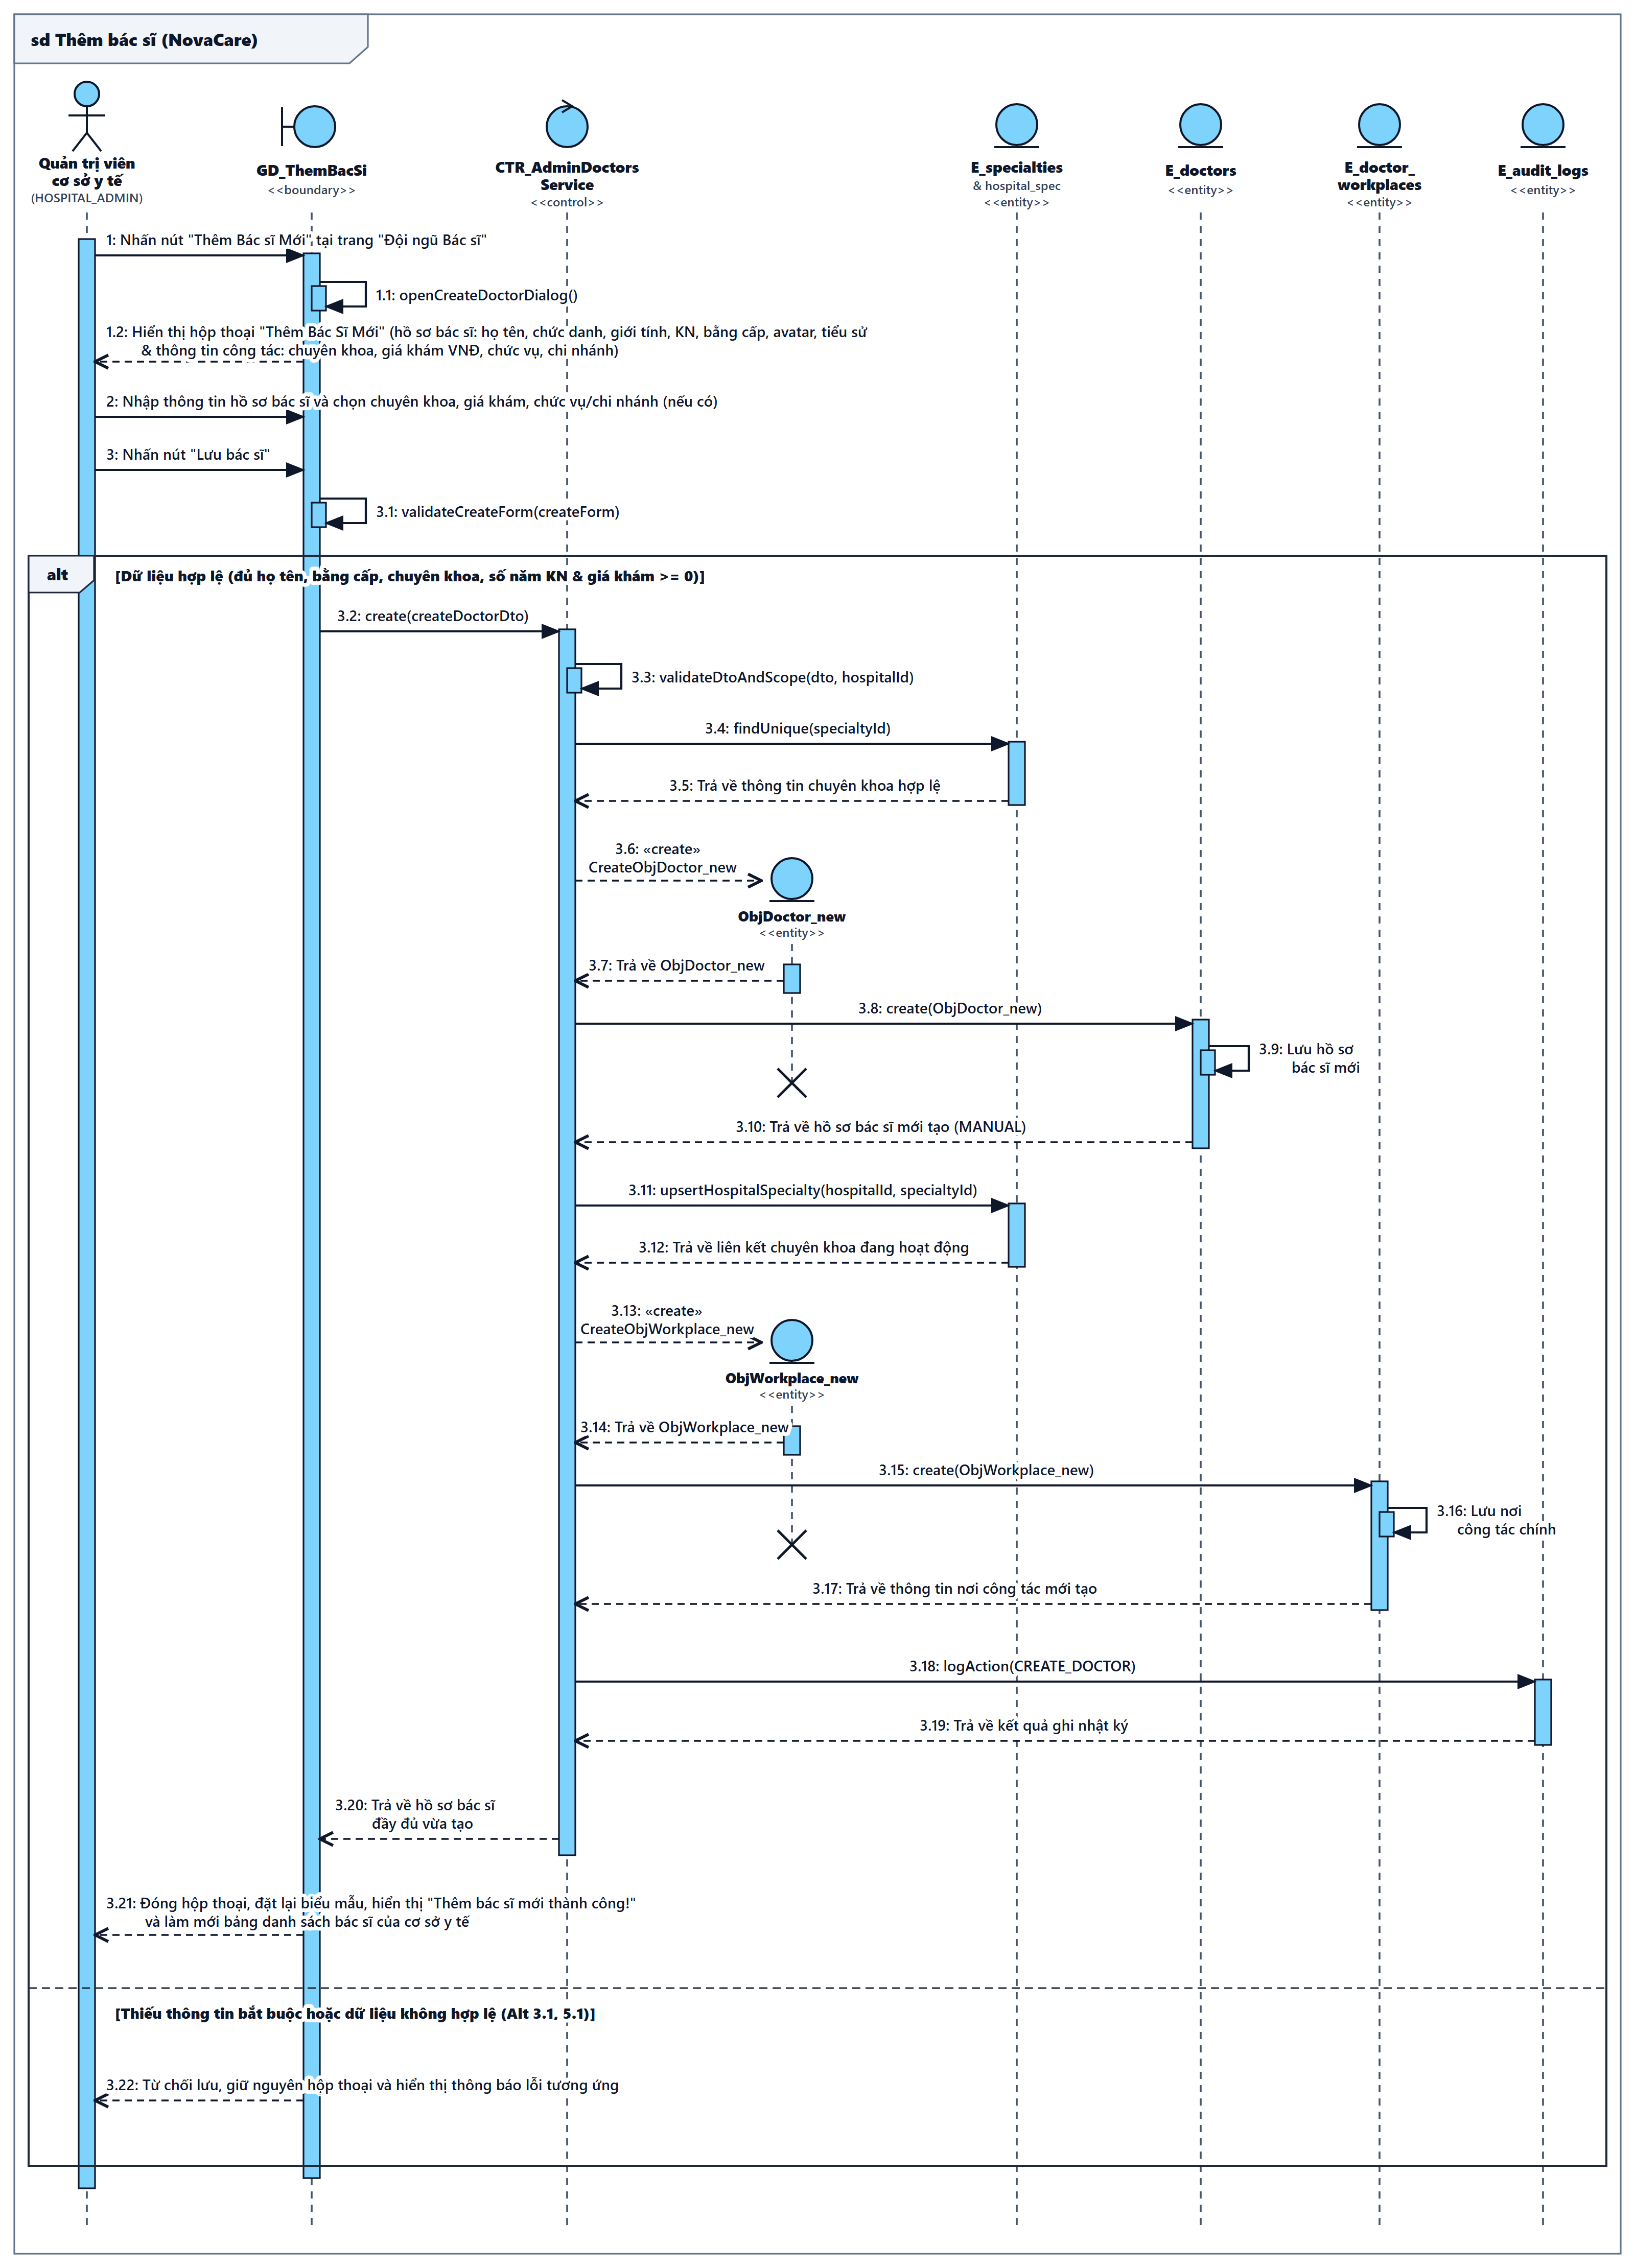 sd Thêm bác sĩ (NovaCare)
Quản trị viên
cơ sở y tế
(HOSPITAL_ADMIN)
GD_ThemBacSi
<<boundary>>
CTR_AdminDoctors
Service
<<control>>
E_specialties
& hospital_spec
<<entity>>
E_doctors
<<entity>>
E_doctor_
workplaces
<<entity>>
E_audit_logs
<<entity>>
1: Nhấn nút "Thêm Bác sĩ Mới" tại trang "Đội ngũ Bác sĩ"
1.1: openCreateDoctorDialog()
1.2: Hiển thị hộp thoại "Thêm Bác Sĩ Mới" (hồ sơ bác sĩ: họ tên, chức danh, giới tính, KN, bằng cấp, avatar, tiểu sử
& thông tin công tác: chuyên khoa, giá khám VNĐ, chức vụ, chi nhánh)
2: Nhập thông tin hồ sơ bác sĩ và chọn chuyên khoa, giá khám, chức vụ/chi nhánh (nếu có)
3: Nhấn nút "Lưu bác sĩ"
3.1: validateCreateForm(createForm)
alt
[Dữ liệu hợp lệ (đủ họ tên, bằng cấp, chuyên khoa, số năm KN & giá khám >= 0)]
3.2: create(createDoctorDto)
3.3: validateDtoAndScope(dto, hospitalId)
3.4: findUnique(specialtyId)
3.5: Trả về thông tin chuyên khoa hợp lệ
3.6: «create»
CreateObjDoctor_new
ObjDoctor_new
<<entity>>
3.7: Trả về ObjDoctor_new
3.8: create(ObjDoctor_new)
3.9: Lưu hồ sơ
bác sĩ mới
3.10: Trả về hồ sơ bác sĩ mới tạo (MANUAL)
3.11: upsertHospitalSpecialty(hospitalId, specialtyId)
3.12: Trả về liên kết chuyên khoa đang hoạt động
3.13: «create»
CreateObjWorkplace_new
ObjWorkplace_new
<<entity>>
3.14: Trả về ObjWorkplace_new
3.15: create(ObjWorkplace_new)
3.16: Lưu nơi
công tác chính
3.17: Trả về thông tin nơi công tác mới tạo
3.18: logAction(CREATE_DOCTOR)
3.19: Trả về kết quả ghi nhật ký
3.20: Trả về hồ sơ bác sĩ
đầy đủ vừa tạo
3.21: Đóng hộp thoại, đặt lại biểu mẫu, hiển thị "Thêm bác sĩ mới thành công!"
và làm mới bảng danh sách bác sĩ của cơ sở y tế
[Thiếu thông tin bắt buộc hoặc dữ liệu không hợp lệ (Alt 3.1, 5.1)]
3.22: Từ chối lưu, giữ nguyên hộp thoại và hiển thị thông báo lỗi tương ứng